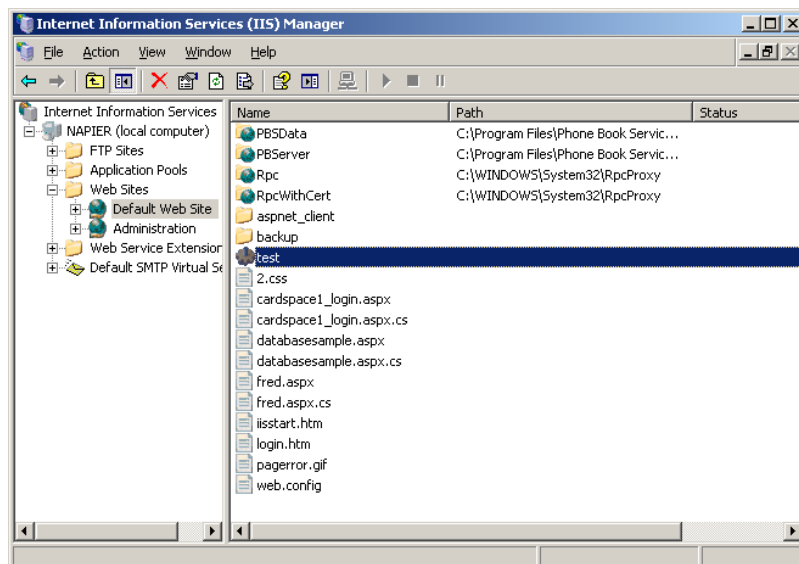 Internet Information Services (IIS) Manager
File Action View Window Help
Internet Information Services
NAPIER (local computer)
FTP Sites
Application Pools
Web Sites
Default Web Site
Administration
Web Service Extension
Default SMTP Virtual Se
Name Path Status
PBSData C:\Program Files\Phone Book Servic...
PBServer C:\Program Files\Phone Book Servic...
Rpc C:\WINDOWS\System32\RpcProxy
RpcWithCert C:\WINDOWS\System32\RpcProxy
aspnet_client
backup
test
2.css
cardspace1_login.aspx
cardspace1_login.aspx.cs
databasesample.aspx
databasesample.aspx.cs
fred.aspx
fred.aspx.cs
iisstart.htm
login.htm
pagerror.gif
web.config